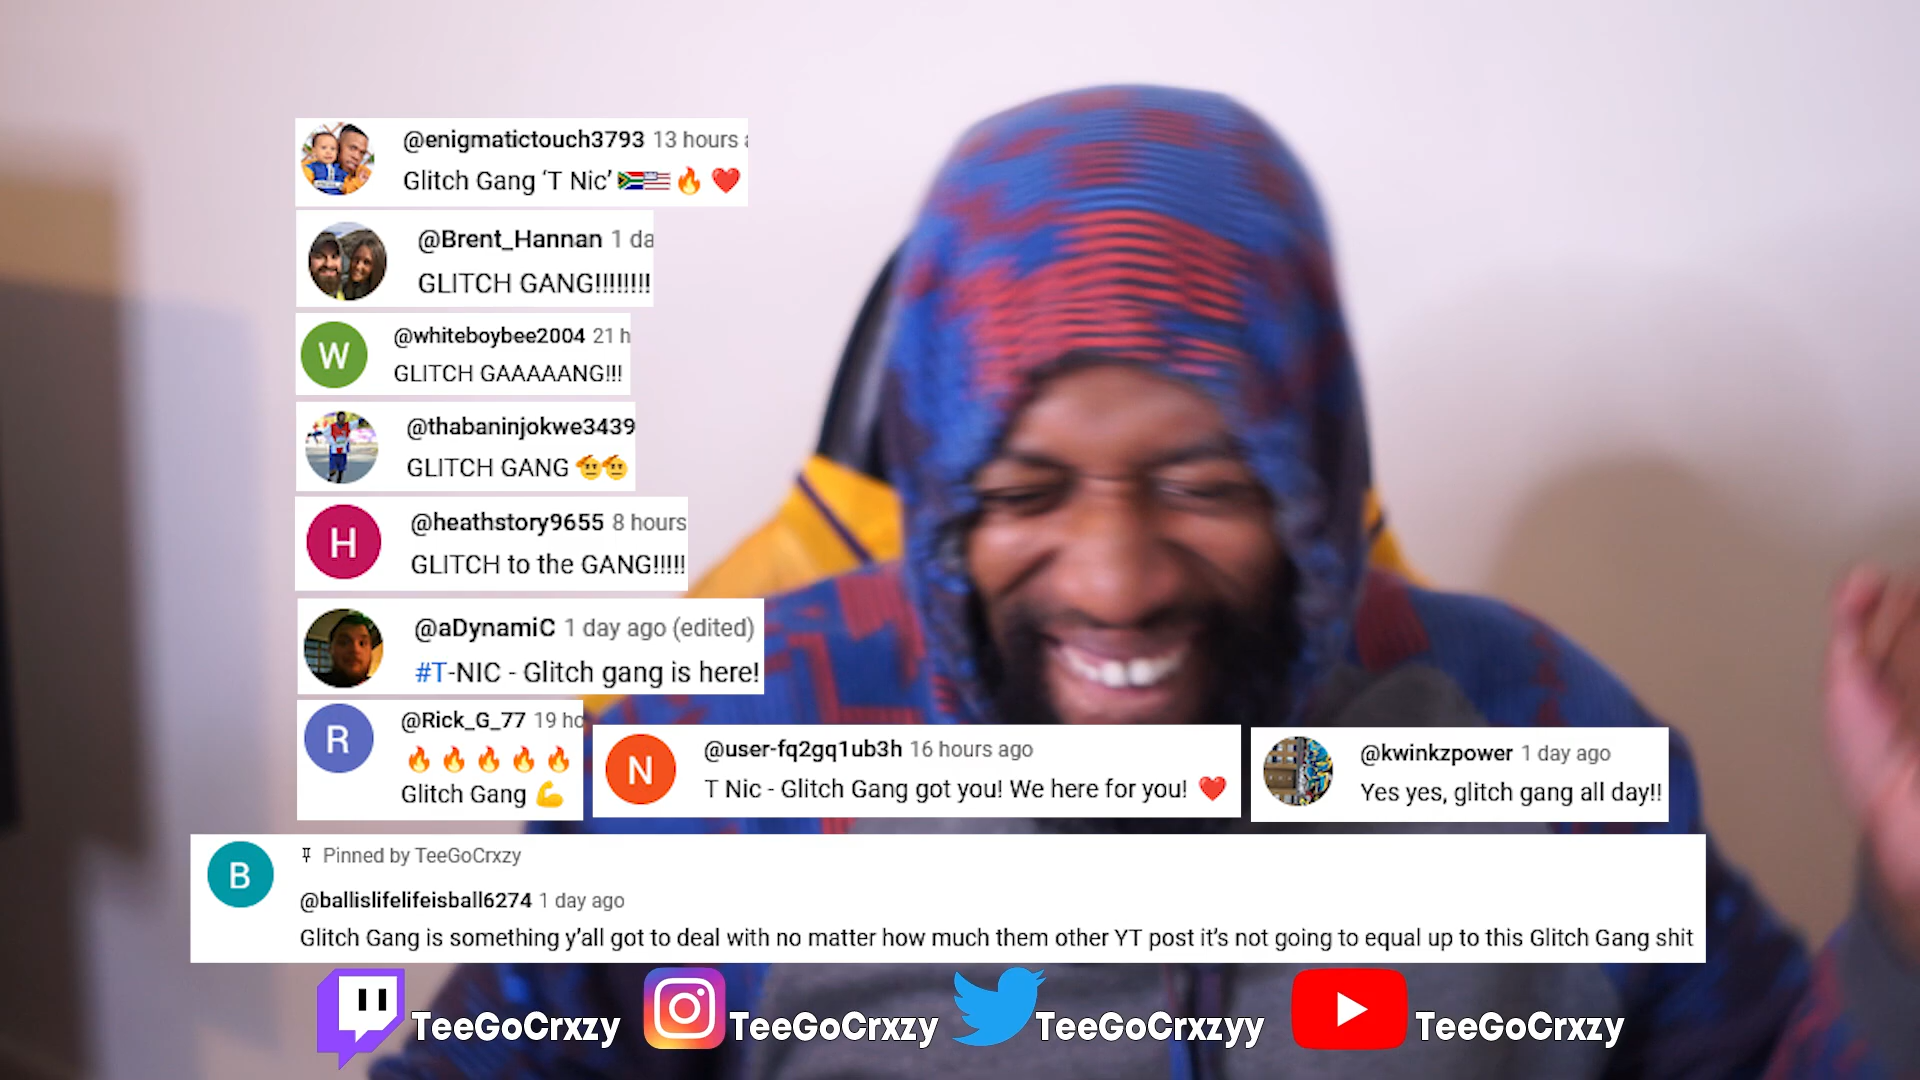 @enigmatictouch3793 13 hours
Glitch Gang ‘T Nic’ 🇿🇦🇺🇸🔥 ❤️
@Brent_Hannan 1 da
GLITCH GANG!!!!!!!!
W
@whiteboybee2004 21 h
GLITCH GAAAAANG!!!
@thabaninjokwe3439
GLITCH GANG 🫡🫡
H
@heathstory9655 8 hours
GLITCH to the GANG!!!!!
@aDynamiC 1 day ago (edited)
#T-NIC - Glitch gang is here!
R
@Rick_G_77 19 ho
🔥 🔥 🔥 🔥 🔥
Glitch Gang 💪
N
@user-fq2gq1ub3h 16 hours ago
T Nic - Glitch Gang got you! We here for you! ❤️
@kwinkzpower 1 day ago
Yes yes, glitch gang all day!!
B
Pinned by TeeGoCrxzy
@ballislifelifeisball6274 1 day ago
Glitch Gang is something y’all got to deal with no matter how much them other YT post it’s not going to equal up to this Glitch Gang shit
TeeGoCrxzy TeeGoCrxzy TeeGoCrxzyy TeeGoCrxzy